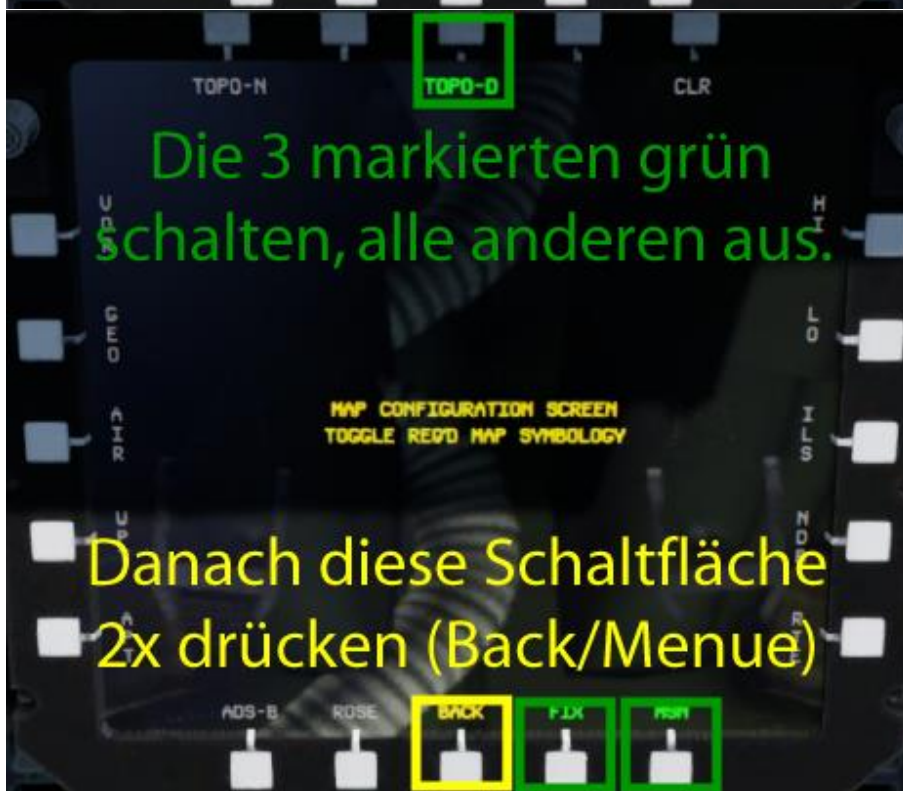 TOPO-N TOPO-D CLR
Die 3 markierten grün
schalten, alle anderen aus.
HI
GEO
LO
AIR
MAP CONFIGURATION SCREEN
TOGGLE REQ'D MAP SYMBOLOGY
ILS
Danach diese Schaltfläche
2x drücken (Back/Menue)
ADS-B ROSE BACK FIX MSN